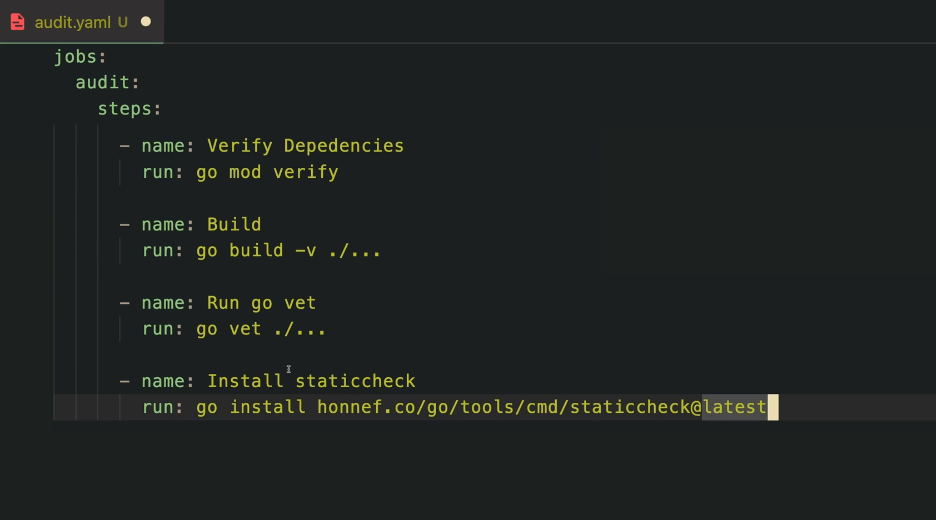 audit.yaml U
jobs:
audit:
steps:
- name: Verify Depedencies
run: go mod verify
- name: Build
run: go build -v ./...
- name: Run go vet
run: go vet ./...
- name: Install staticcheck
run: go install honnef.co/go/tools/cmd/staticcheck@latest